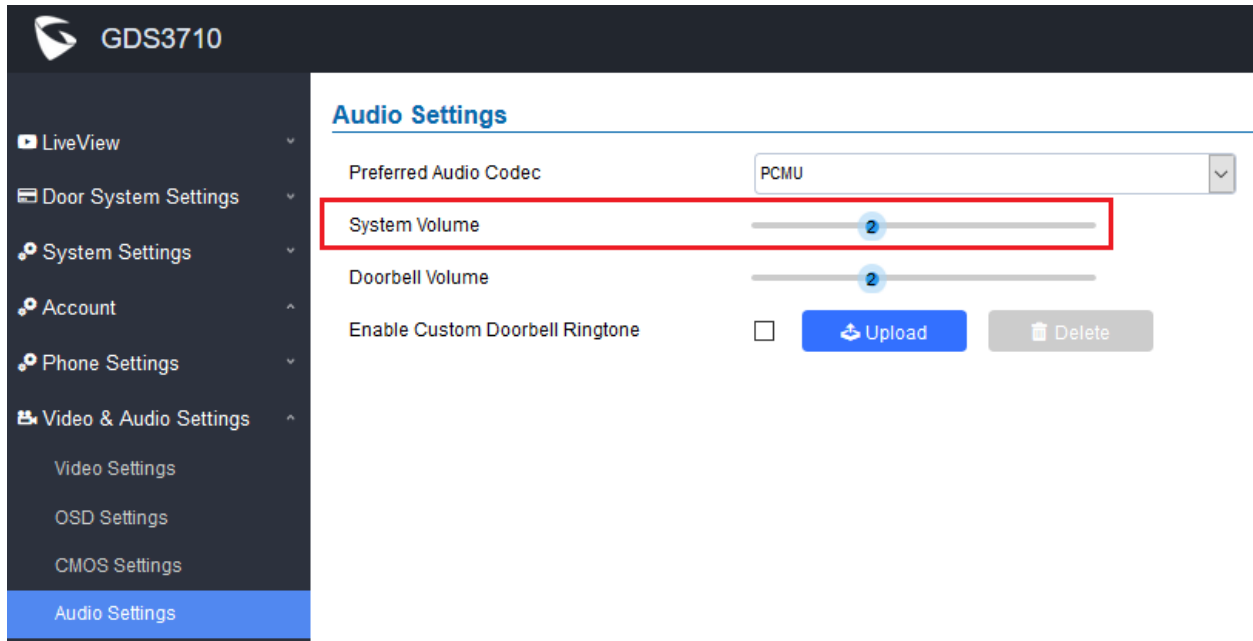 GDS3710
LiveView
Door System Settings
System Settings
Account
Phone Settings
Video & Audio Settings
Video Settings
OSD Settings
CMOS Settings
Audio Settings
Audio Settings
Preferred Audio Codec PCMU
System Volume 2
Doorbell Volume 2
Enable Custom Doorbell Ringtone Upload Delete